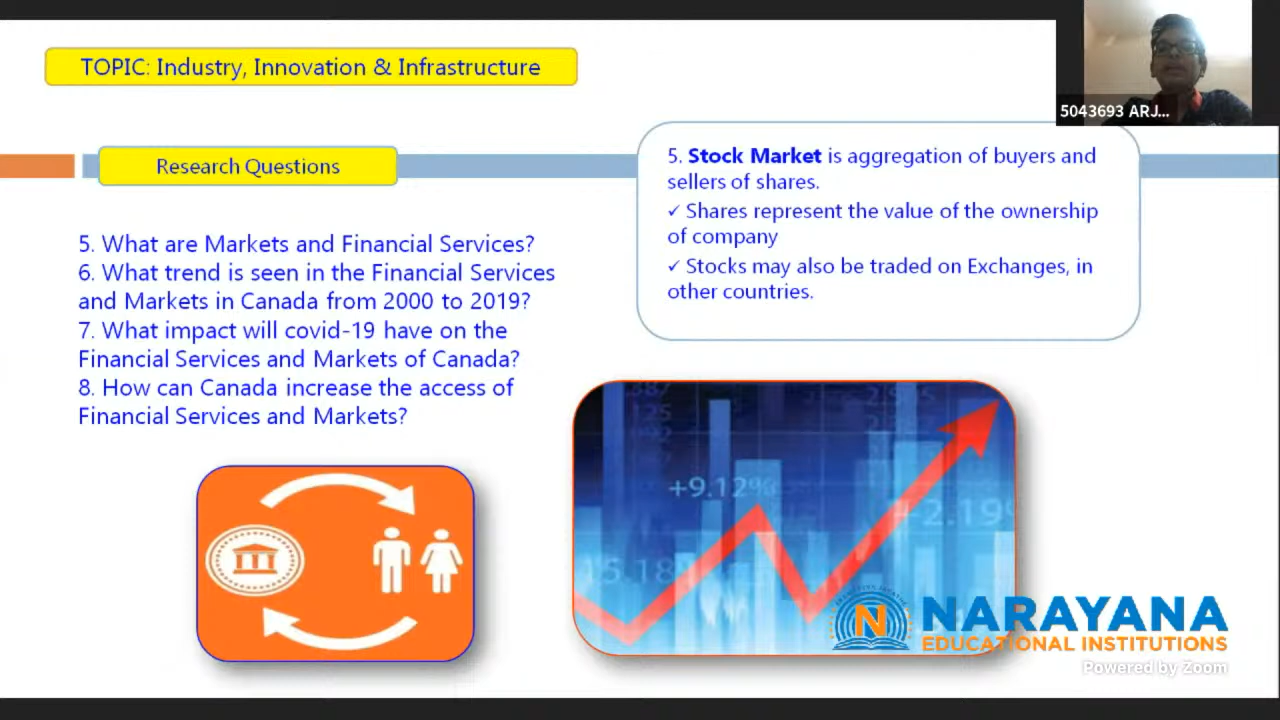 TOPIC: Industry, Innovation & Infrastructure
5043693 ARJ...
Research Questions
5. What are Markets and Financial Services?
6. What trend is seen in the Financial Services
and Markets in Canada from 2000 to 2019?
7. What impact will covid-19 have on the
Financial Services and Markets of Canada?
8. How can Canada increase the access of
Financial Services and Markets?
5. Stock Market is aggregation of buyers and
sellers of shares.
✓ Shares represent the value of the ownership
of company
✓ Stocks may also be traded on Exchanges, in
other countries.
+9.12%
+2.19%
15.18
N
NARAYANA
EDUCATIONAL INSTITUTIONS
Powered by Zoom